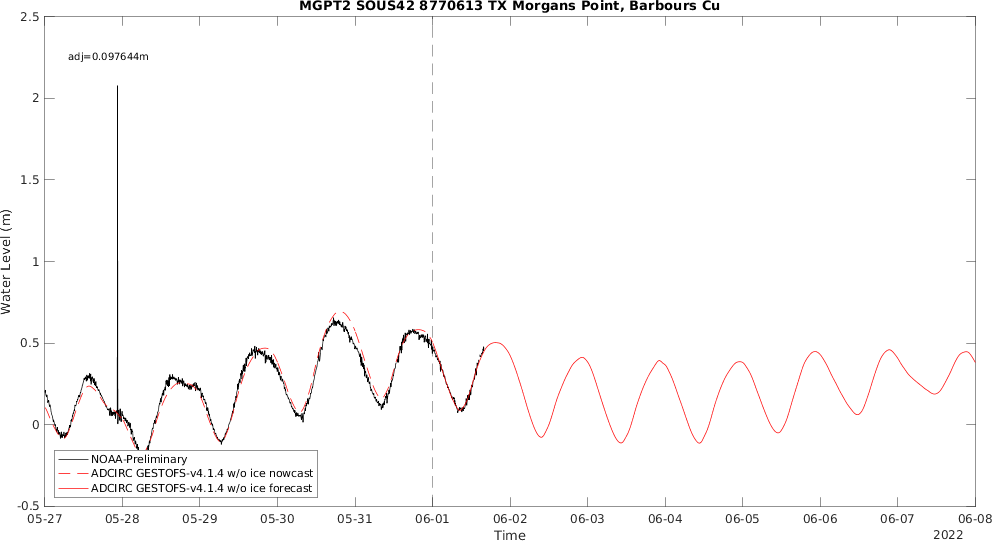 MGPT2 SOUS42 8770613 TX Morgans Point, Barbours Cu
adj=0.097644m
2.5
2
1.5
1
0.5
0
-0.5
Water Level (m)
NOAA-Preliminary
ADCIRC GESTOFS-v4.1.4 w/o ice nowcast
ADCIRC GESTOFS-v4.1.4 w/o ice forecast
05-27 05-28 05-29 05-30 05-31 06-01 06-02 06-03 06-04 06-05 06-06 06-07 06-08
Time
2022